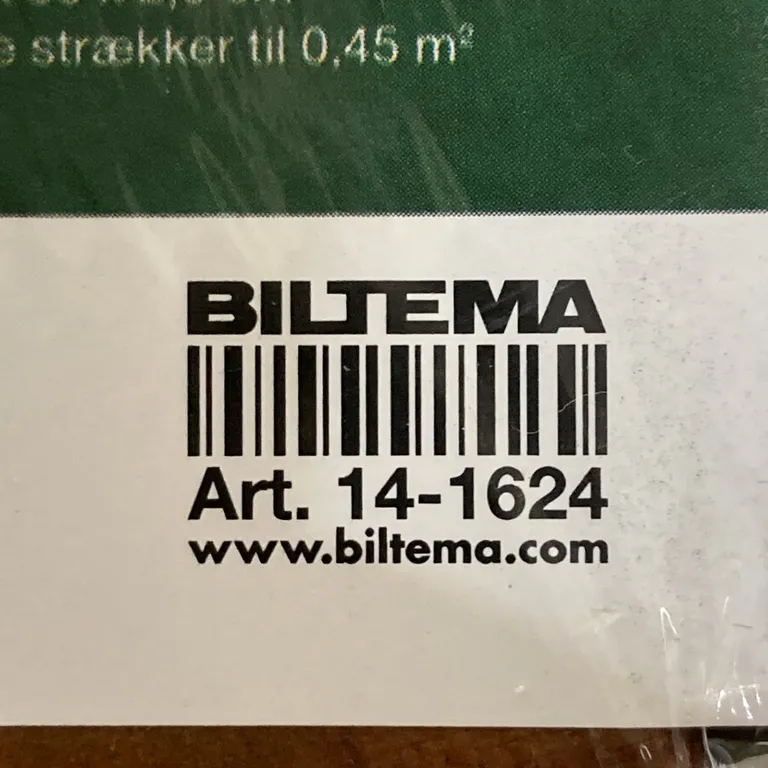 strækker til 0,45 m²
BILTEMA
Art. 14-1624
www.biltema.com